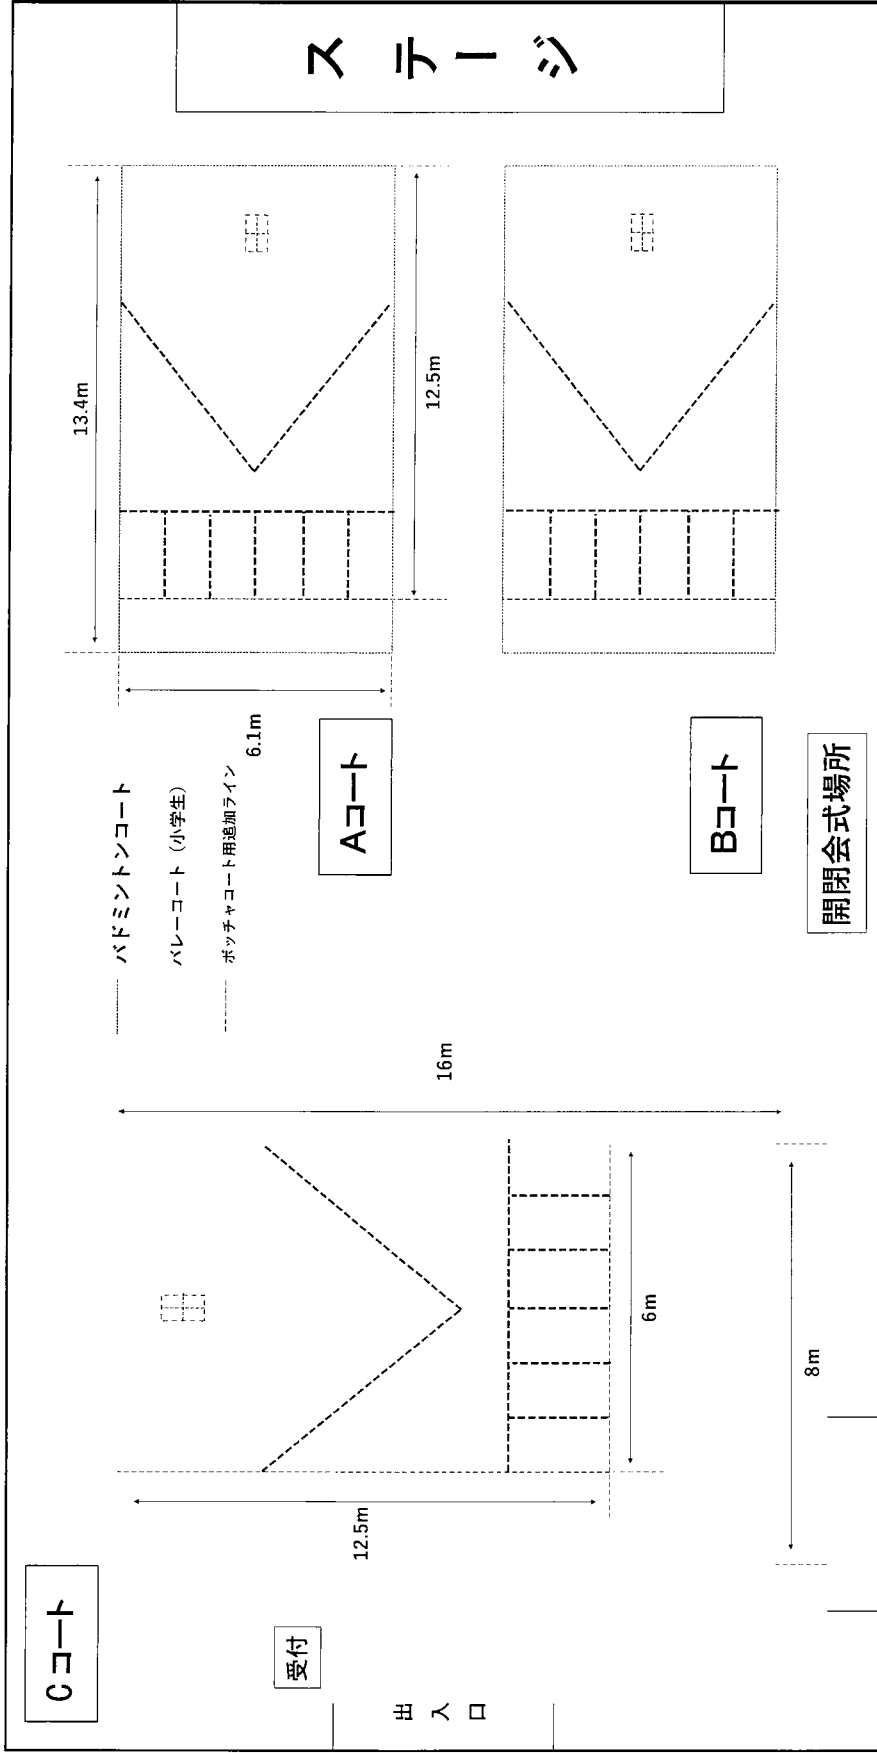 ステージ
13.4m
12.5m
6.1m
Aコート
Bコート
バドミントンコート
バレーコート（小学生）
ボッチャコート用追加ライン
開閉会式場所
16m
6m
8m
12.5m
Cコート
受付
出入口